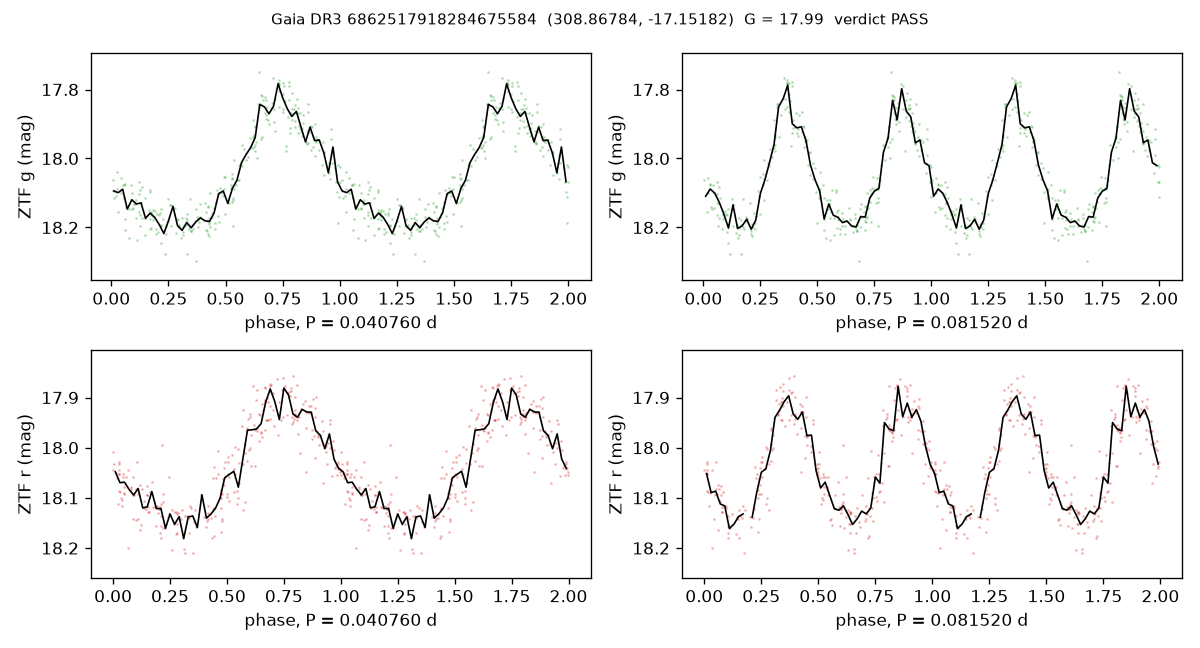 Gaia DR3 6862517918284675584  (308.86784, -17.15182)  G = 17.99  verdict PASS
ZTF g (mag)
17.8
18.0
18.2
0.00 0.25 0.50 0.75 1.00 1.25 1.50 1.75 2.00
phase, P = 0.040760 d
ZTF g (mag)
17.8
18.0
18.2
0.00 0.25 0.50 0.75 1.00 1.25 1.50 1.75 2.00
phase, P = 0.081520 d
ZTF r (mag)
17.9
18.0
18.1
18.2
0.00 0.25 0.50 0.75 1.00 1.25 1.50 1.75 2.00
phase, P = 0.040760 d
ZTF r (mag)
17.9
18.0
18.1
18.2
0.00 0.25 0.50 0.75 1.00 1.25 1.50 1.75 2.00
phase, P = 0.081520 d